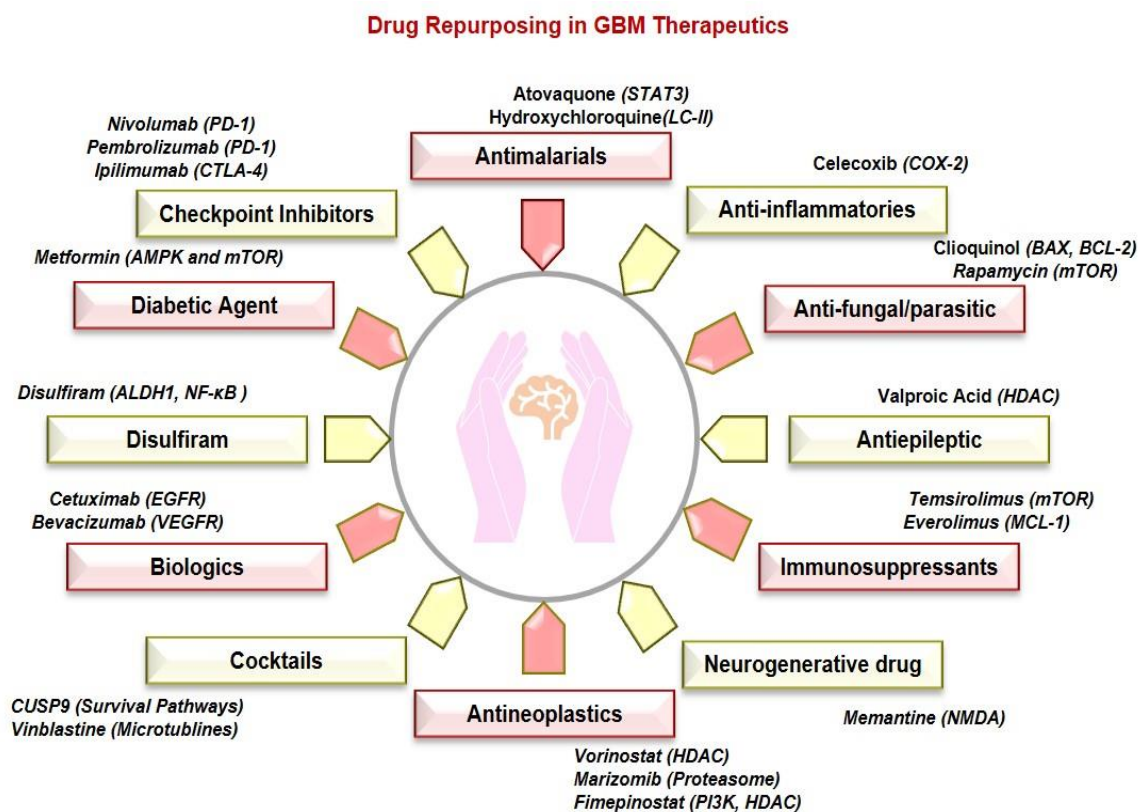 Drug Repurposing in GBM Therapeutics
Atovaquone (STAT3)
Hydroxychloroquine(LC-II)
Antimalarials
Nivolumab (PD-1)
Pembrolizumab (PD-1)
Ipilimumab (CTLA-4)
Checkpoint Inhibitors
Celecoxib (COX-2)
Anti-inflammatories
Metformin (AMPK and mTOR)
Diabetic Agent
Clioquinol (BAX, BCL-2)
Rapamycin (mTOR)
Anti-fungal/parasitic
Disulfiram (ALDH1, NF-κB )
Disulfiram
Valproic Acid (HDAC)
Antiepileptic
Cetuximab (EGFR)
Bevacizumab (VEGFR)
Biologics
Temsirolimus (mTOR)
Everolimus (MCL-1)
Immunosuppressants
Cocktails
CUSP9 (Survival Pathways)
Vinblastine (Microtublines)
Neurogenerative drug
Memantine (NMDA)
Antineoplastics
Vorinostat (HDAC)
Marizomib (Proteasome)
Fimepinostat (PI3K, HDAC)